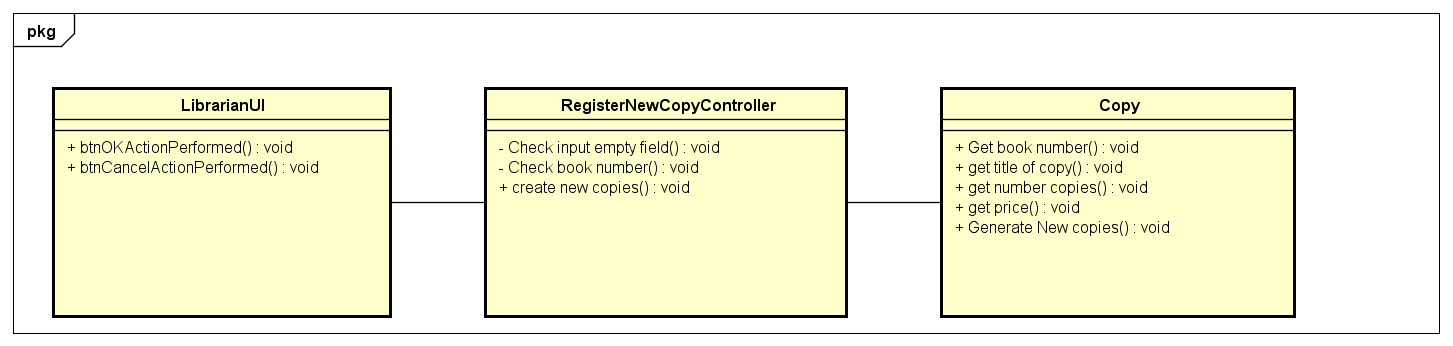 pkg
LibrarianUI
+ btnOKActionPerformed() : void
+ btnCancelActionPerformed() : void
RegisterNewCopyController
- Check input empty field() : void
- Check book number() : void
+ create new copies() : void
Copy
+ Get book number() : void
+ get title of copy() : void
+ get number copies() : void
+ get price() : void
+ Generate New copies() : void